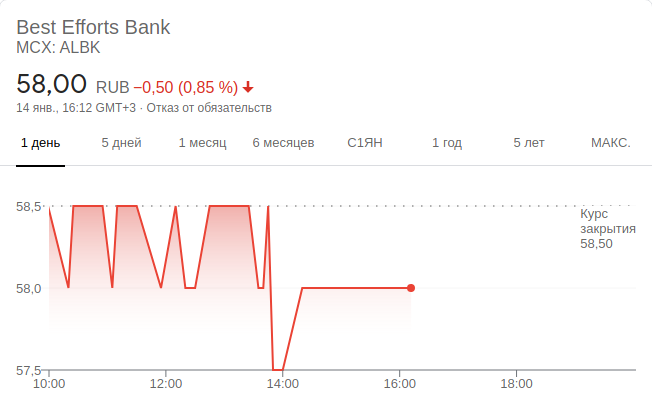 Best Efforts Bank
MCX: ALBK
58,00 RUB −0,50 (0,85 %)
14 янв., 16:12 GMT+3 · Отказ от обязательств
1 день 5 дней 1 месяц 6 месяцев С1ЯН 1 год 5 лет МАКС.
58,5
Курс
закрытия
58,50
58,0
57,5
10:00 12:00 14:00 16:00 18:00